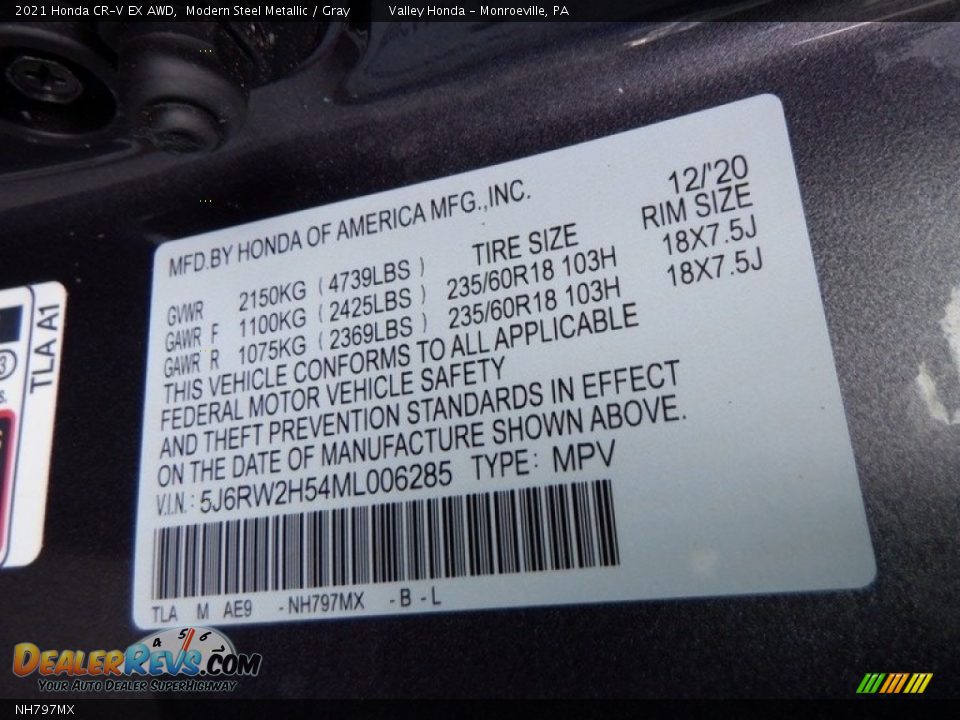 2021 Honda CR-V EX AWD, Modern Steel Metallic / Gray Valley Honda - Monroeville, PA
MFD.BY HONDA OF AMERICA MFG.,INC. 12/'20
TIRE SIZE RIM SIZE
GVWR 2150KG ( 4739LBS ) 235/60R18 103H 18X7.5J
GAWR F 1100KG ( 2425LBS ) 235/60R18 103H 18X7.5J
GAWR R 1075KG ( 2369LBS )
THIS VEHICLE CONFORMS TO ALL APPLICABLE
FEDERAL MOTOR VEHICLE SAFETY
AND THEFT PREVENTION STANDARDS IN EFFECT
ON THE DATE OF MANUFACTURE SHOWN ABOVE.
V.I.N.: 5J6RW2H54ML006285 TYPE: MPV
TLA M AE9 -NH797MX -B -L
TLA A1
3
4 5 6
DEALERREVS.COM
YOUR AUTO DEALER SUPERHIGHWAY
NH797MX